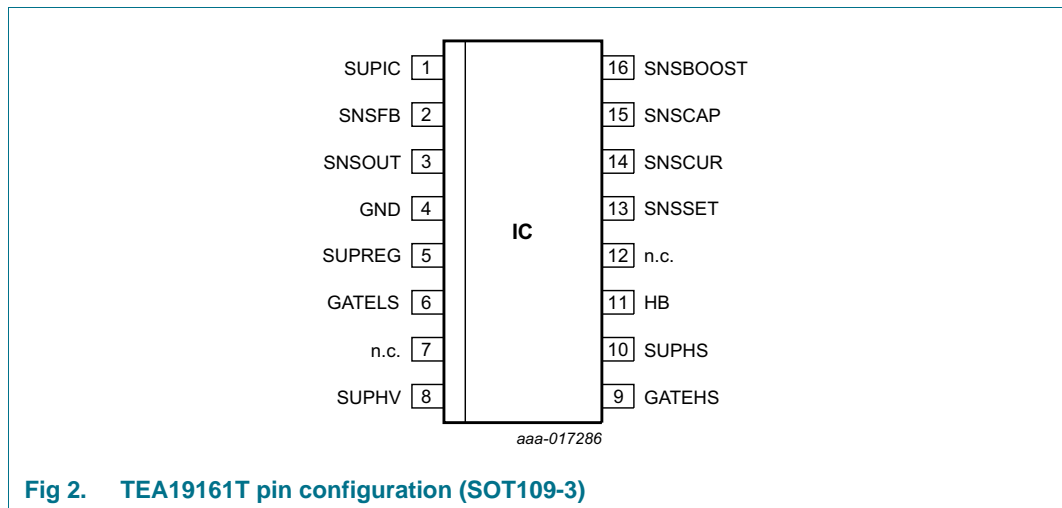 SUPIC 1 16 SNSBOOST
SNSFB 2 15 SNSCAP
SNSOUT 3 14 SNSCUR
GND 4 13 SNSSET
IC
SUPREG 5 12 n.c.
GATELS 6 11 HB
n.c. 7 10 SUPHS
SUPHV 8 9 GATEHS
aaa-017286
Fig 2. TEA19161T pin configuration (SOT109-3)